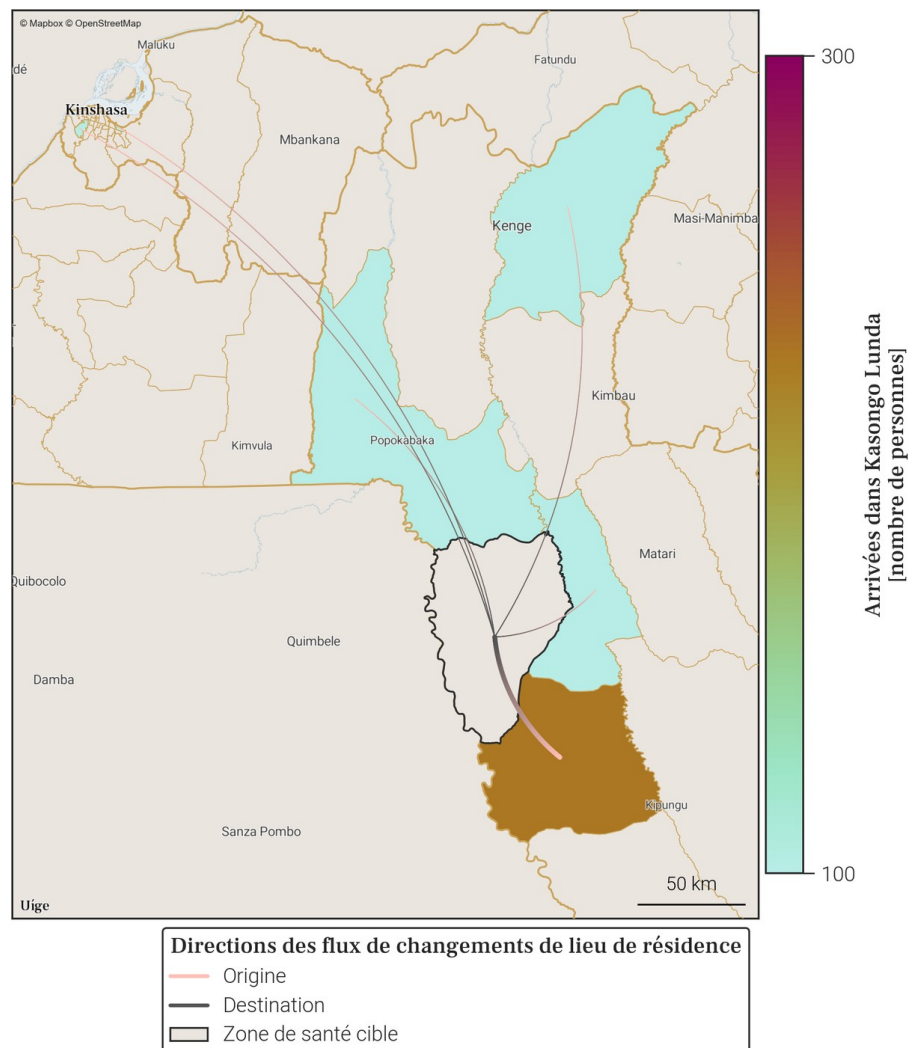 © Mapbox © OpenStreetMap
Maluku
dé
Fatundu
Kinshasa
Mbankana
Masi-Manimba
Kenge
Kimbau
Popokabaka
Kimvula
Matari
Quibocolo
Quimbele
Damba
Kipungu
Sanza Pombo
50 km
Uíge
300
100
Arrivées dans Kasongo Lunda
[nombre de personnes]
Directions des flux de changements de lieu de résidence
Origine
Destination
Zone de santé cible